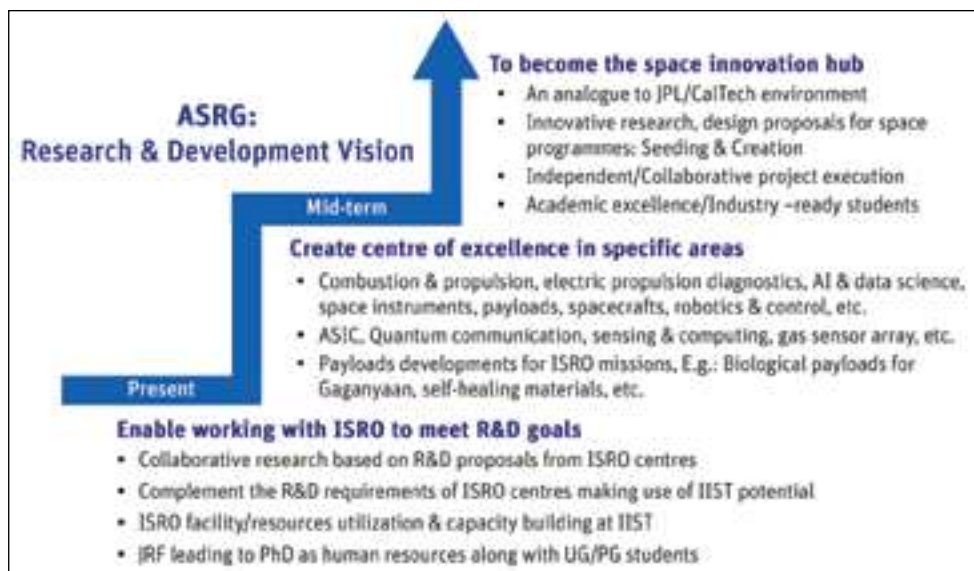 To become the space innovation hub
• An analogue to JPL/CalTech environment
• Innovative research, design proposals for space
programmes: Seeding & Creation
• Independent/Collaborative project execution
• Academic excellence/Industry –ready students
ASRG:
Research & Development Vision
Mid-term
Create centre of excellence in specific areas
• Combustion & propulsion, electric propulsion diagnostics, AI & data science,
space instruments, payloads, spacecrafts, robotics & control, etc.
• ASIC, Quantum communication, sensing & computing, gas sensor array, etc.
• Payloads developments for ISRO missions, E.g.: Biological payloads for
Gaganyaan, self-healing materials, etc.
Present
Enable working with ISRO to meet R&D goals
• Collaborative research based on R&D proposals from ISRO centres
• Complement the R&D requirements of ISRO centres making use of IIST potential
• ISRO facility/resources utilization & capacity building at IIST
• JRF leading to PhD as human resources along with UG/PG students